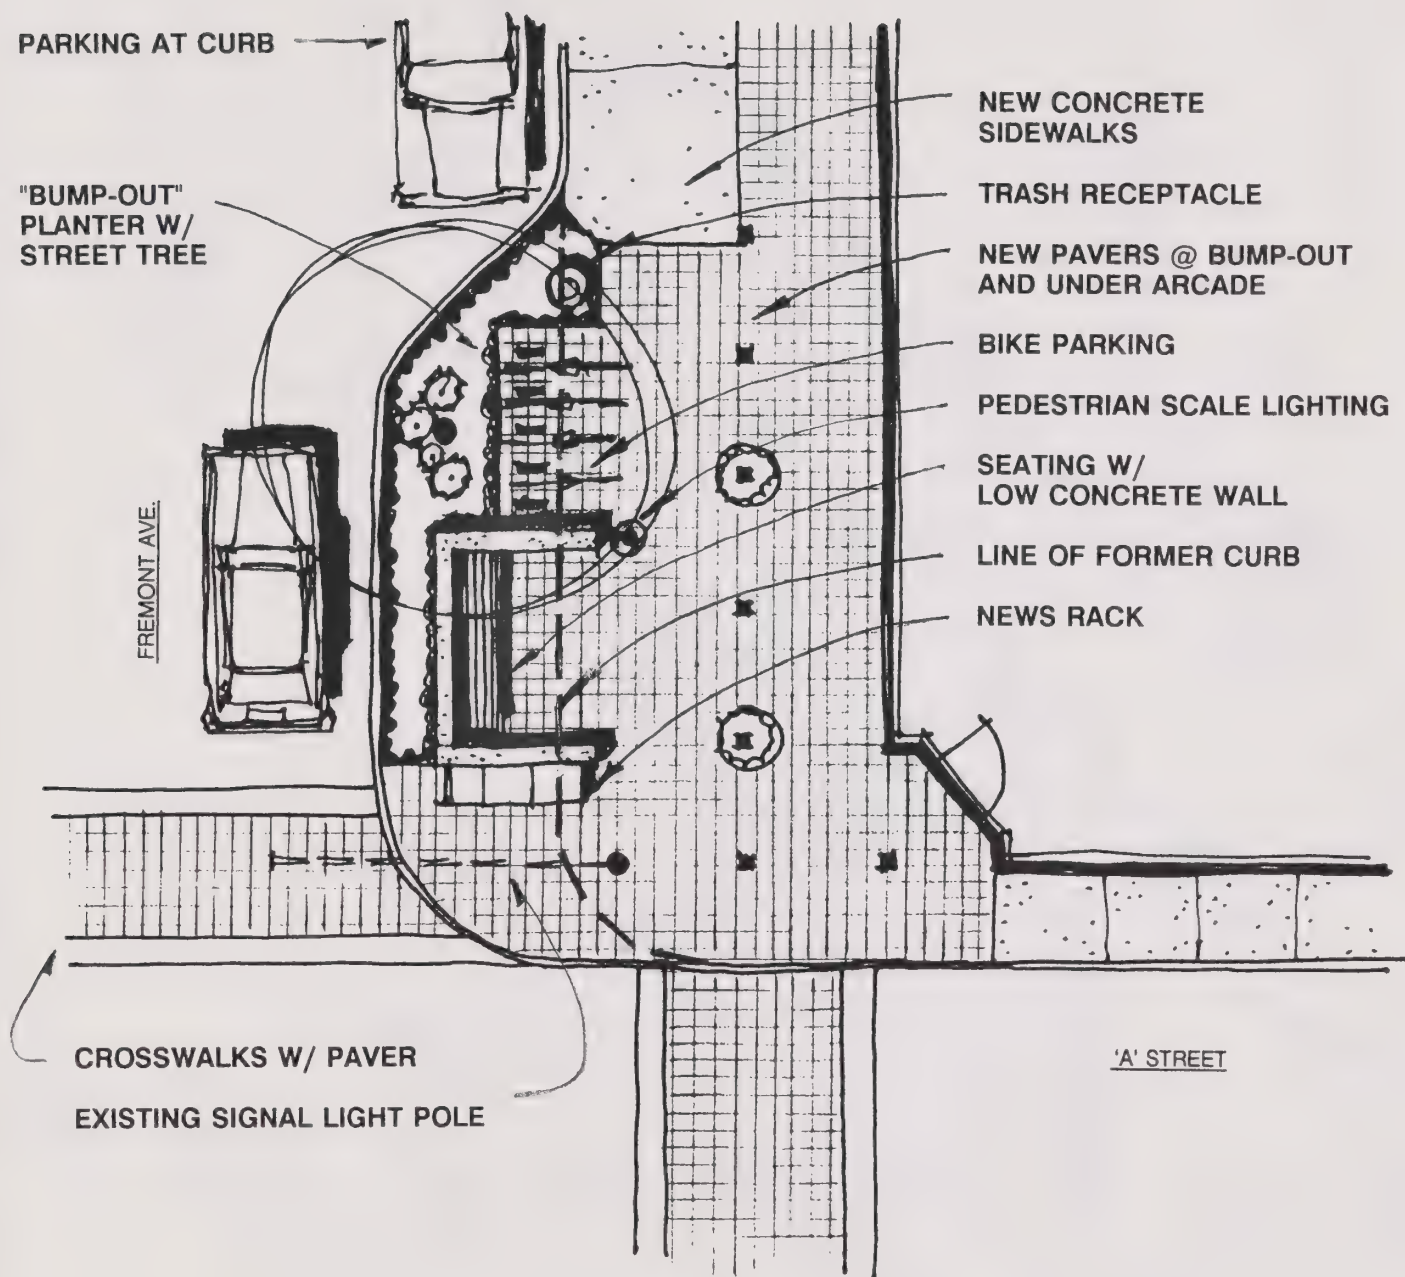 PARKING AT CURB
"BUMP-OUT"
PLANTER W/
STREET TREE
NEW CONCRETE
SIDEWALKS
TRASH RECEPTACLE
NEW PAVERS @ BUMP-OUT
AND UNDER ARCADE
BIKE PARKING
PEDESTRIAN SCALE LIGHTING
SEATING W/
LOW CONCRETE WALL
LINE OF FORMER CURB
NEWS RACK
FREMONT AVE.
CROSSWALKS W/ PAVER
EXISTING SIGNAL LIGHT POLE
'A' STREET